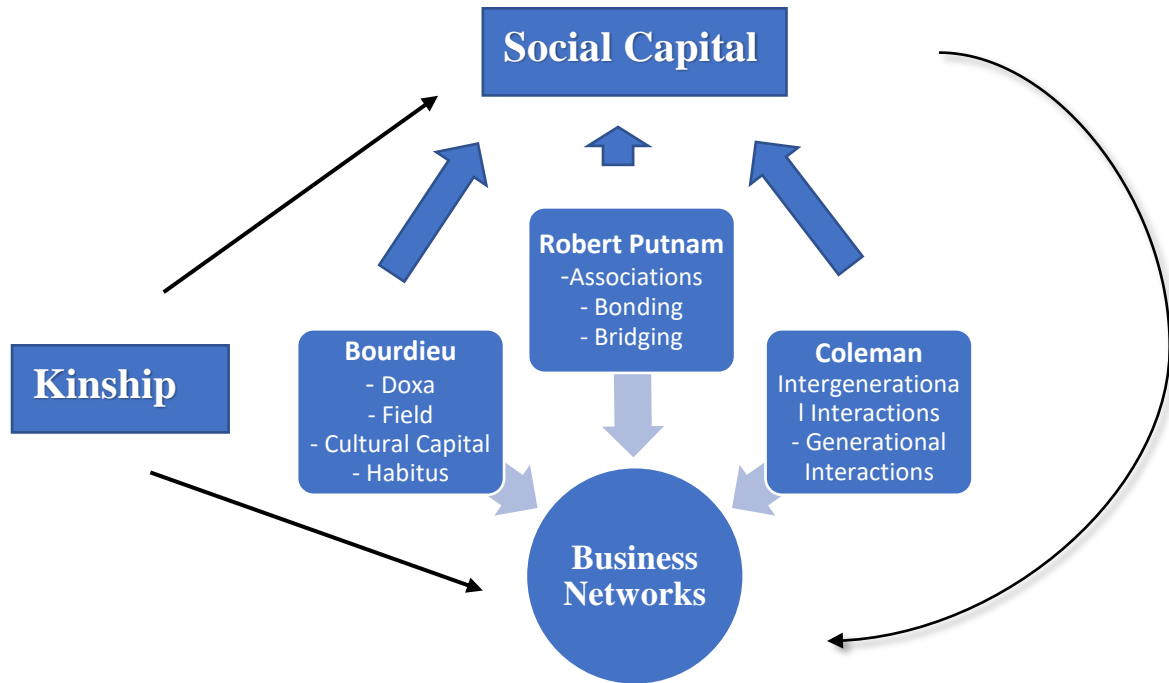 Social Capital
Robert Putnam
-Associations
- Bonding
- Bridging
Kinship
Bourdieu
- Doxa
- Field
- Cultural Capital
- Habitus
Coleman
Intergenerationa
l Interactions
- Generational
Interactions
Business
Networks